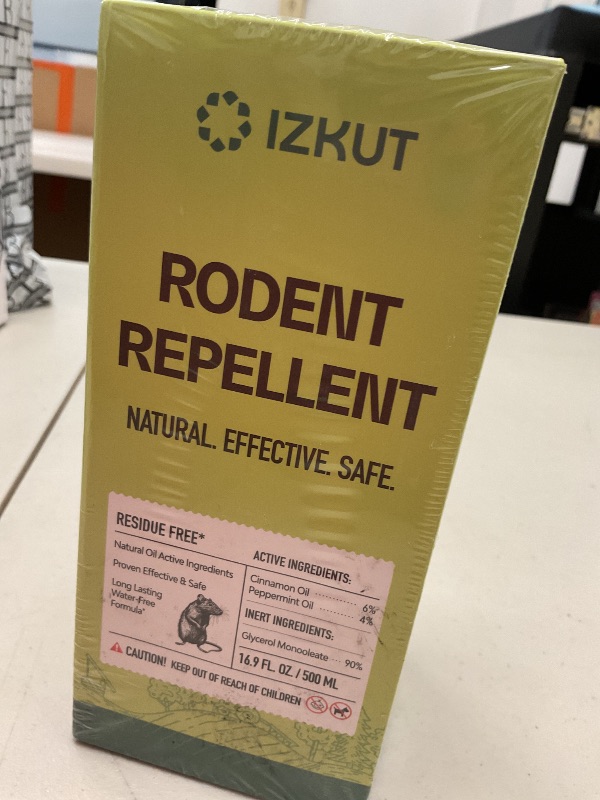 IZKUT
RODENT
REPELLENT
NATURAL. EFFECTIVE. SAFE.
RESIDUE FREE*
Natural Oil Active Ingredients
Proven Effective & Safe
Long Lasting
Water-Free
Formula*
ACTIVE INGREDIENTS:
Cinnamon Oil ............ 6%
Peppermint Oil ............ 4%
INERT INGREDIENTS:
Glycerol Monooleate ... 90%
16.9 FL. OZ. / 500 ML
CAUTION! KEEP OUT OF REACH OF CHILDREN